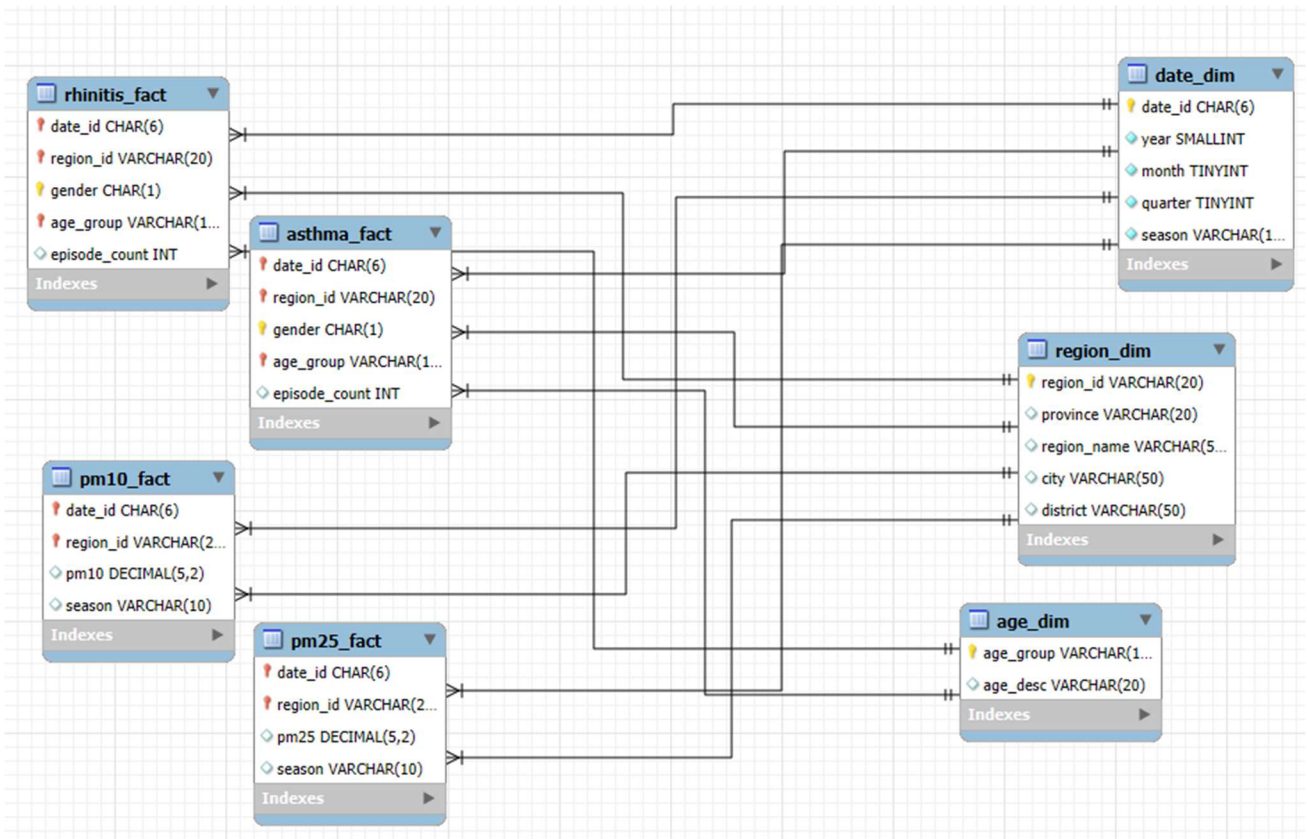 rhinitis_fact
date_id CHAR(6)
region_id VARCHAR(20)
gender CHAR(1)
age_group VARCHAR(1...
episode_count INT
Indexes
asthma_fact
date_id CHAR(6)
region_id VARCHAR(20)
gender CHAR(1)
age_group VARCHAR(1...
episode_count INT
Indexes
pm10_fact
date_id CHAR(6)
region_id VARCHAR(2...
pm10 DECIMAL(5,2)
season VARCHAR(10)
Indexes
pm25_fact
date_id CHAR(6)
region_id VARCHAR(2...
pm25 DECIMAL(5,2)
season VARCHAR(10)
Indexes
date_dim
date_id CHAR(6)
year SMALLINT
month TINYINT
quarter TINYINT
season VARCHAR(1...
Indexes
region_dim
region_id VARCHAR(20)
province VARCHAR(20)
region_name VARCHAR(5...
city VARCHAR(50)
district VARCHAR(50)
Indexes
age_dim
age_group VARCHAR(1...
age_desc VARCHAR(20)
Indexes